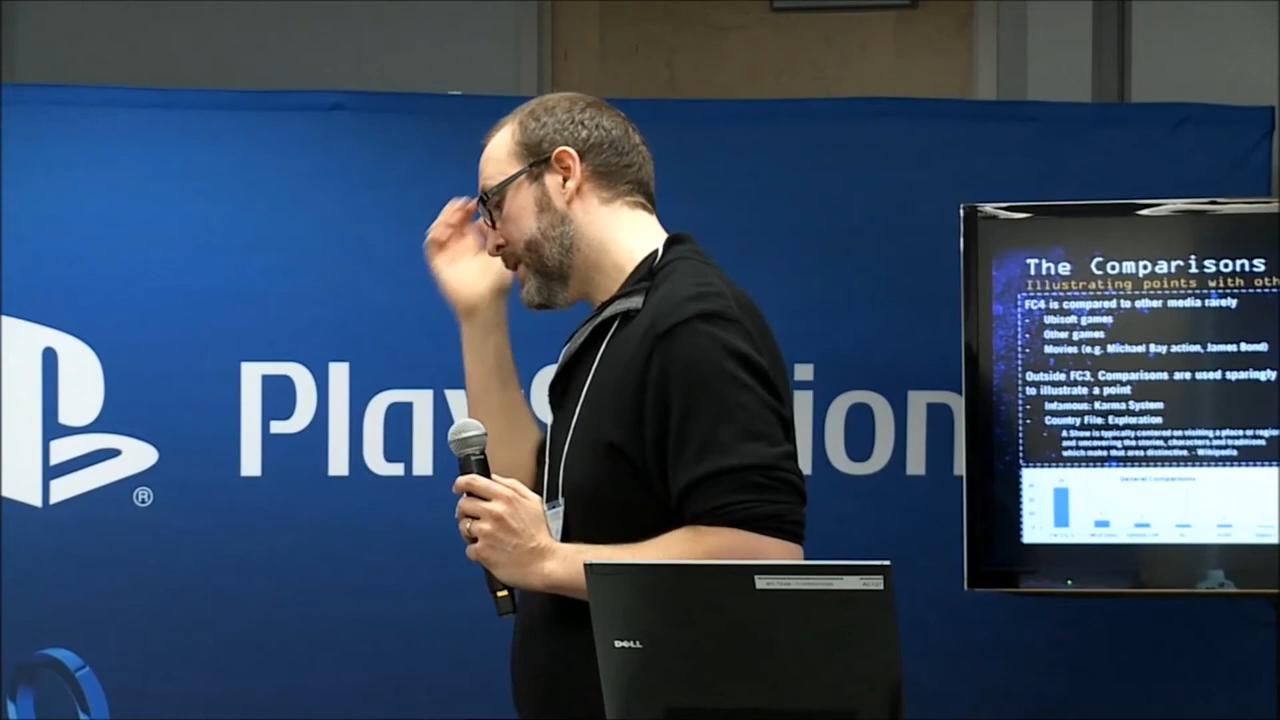 PlayStation
®
The Comparisons
Illustrating points with oth
FC4 is compared to other media rarely
- Ubisoft games
- Other games
- Movies (e.g. Michael Bay action, James Bond)
Outside FC3, Comparisons are used sparingly
to illustrate a point
- Infamous: Karma System
- Country File: Exploration
- A Show is typically centered on visiting a place or regio
and uncovering the stories, characters and traditions
which make that area distinctive. - Wikipedia
General Comparisons
DELL